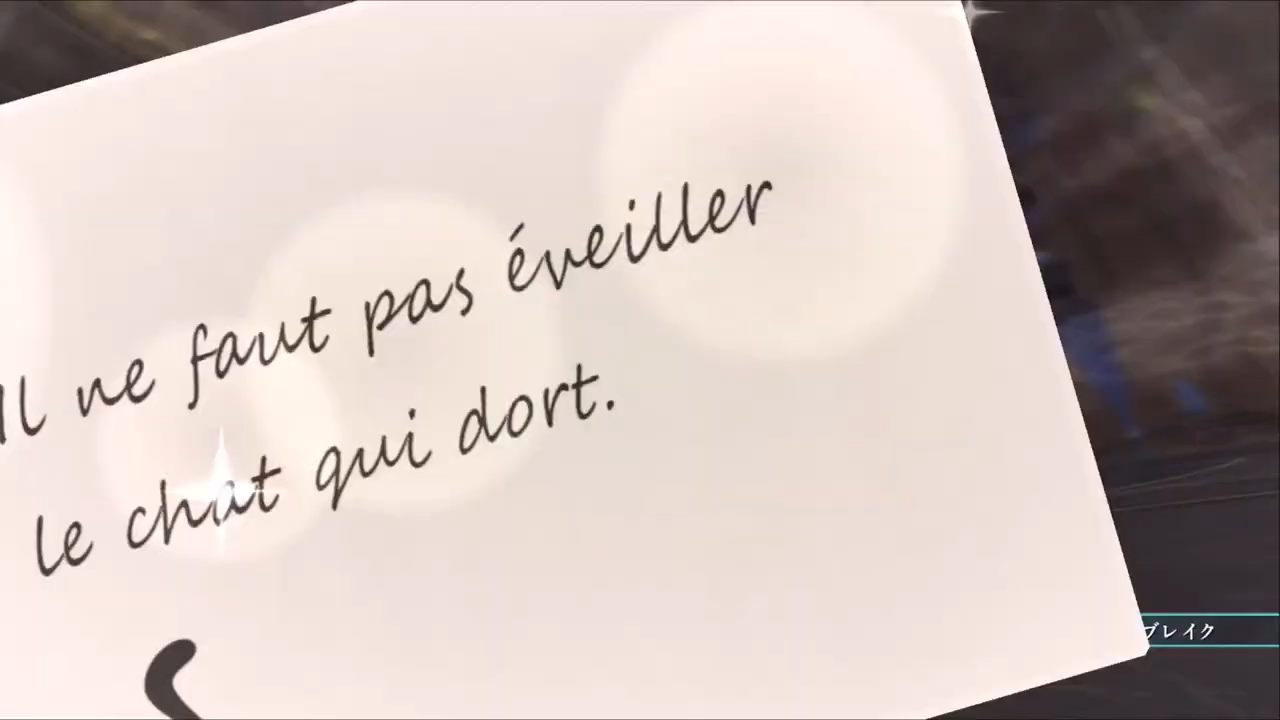 Il ne faut pas éveiller
le chat qui dort.
ブレイク